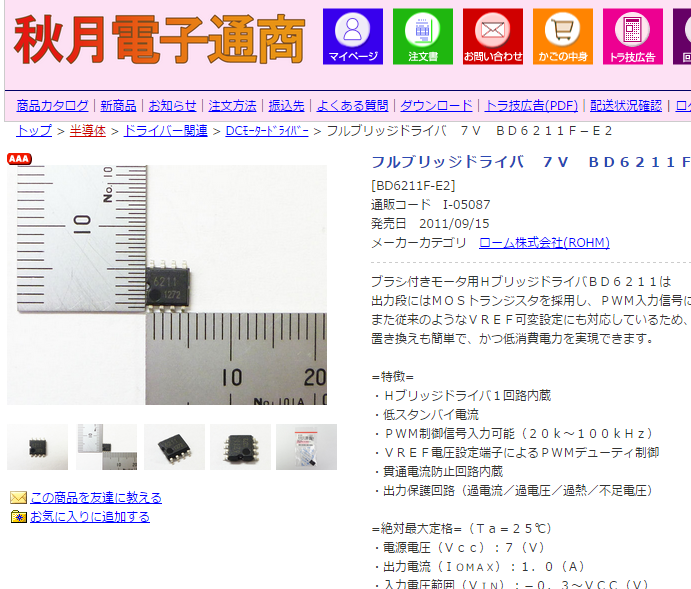 秋月電子通商
マイページ
注文書
お問い合わせ
かごの中身
トラ技広告
商品カタログ｜新商品｜お知らせ｜注文方法｜振込先｜よくある質問｜ダウンロード｜トラ技広告(PDF)｜配送状況確認｜ロ
トップ > 半導体 > ドライバー関連 > DCﾓｰﾀｰﾄﾞﾗｲﾊﾞｰ > フルブリッジドライバ　７Ｖ　ＢＤ６２１１Ｆ－Ｅ２
AAA
フルブリッジドライバ　７Ｖ　ＢＤ６２１１Ｆ
[BD6211F-E2]
通販コード　I-05087
発売日　2011/09/15
メーカーカテゴリ　ローム株式会社(ROHM)
No.10
10
6211
1273
10
20
No.101A
ブラシ付きモータ用ＨブリッジドライバＢＤ６２１１は
出力段にはＭＯＳトランジスタを採用し、ＰＷＭ入力信号に
また従来のようなＶＲＥＦ可変設定にも対応しているため、
置き換えも簡単で、かつ低消費電力を実現できます。
=特徴=
・Ｈブリッジドライバ１回路内蔵
・低スタンバイ電流
・ＰＷＭ制御信号入力可能（２０ｋ～１００ｋＨｚ）
・ＶＲＥＦ電圧設定端子によるＰＷＭデューティ制御
・貫通電流防止回路内蔵
・出力保護回路（過電流／過電圧／過熱／不足電圧）
=絶対最大定格=（Ｔａ＝２５℃）
・電源電圧（Ｖｃｃ）：７（Ｖ）
・出力電流（ＩＯＭＡＸ）：１．０（Ａ）
・入力電圧範囲（ＶＩＮ）：－０．３～ＶＣＣ（Ｖ）
この商品を友達に教える
お気に入りに追加する